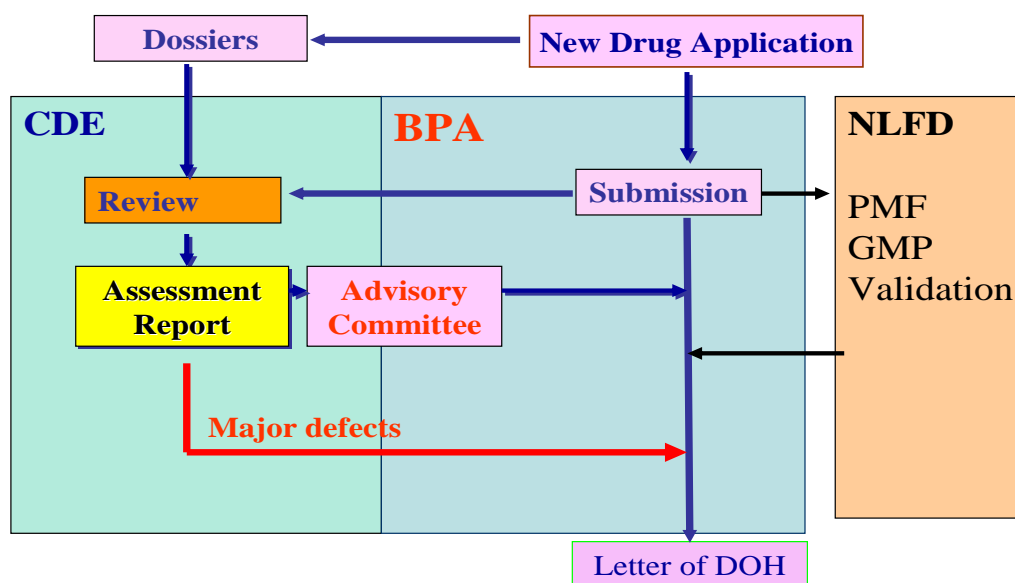 Dossiers
New Drug Application
CDE
BPA
NLFD
Review
Submission
PMF
GMP
Validation
Assessment
Report
Advisory
Committee
Major defects
Letter of DOH